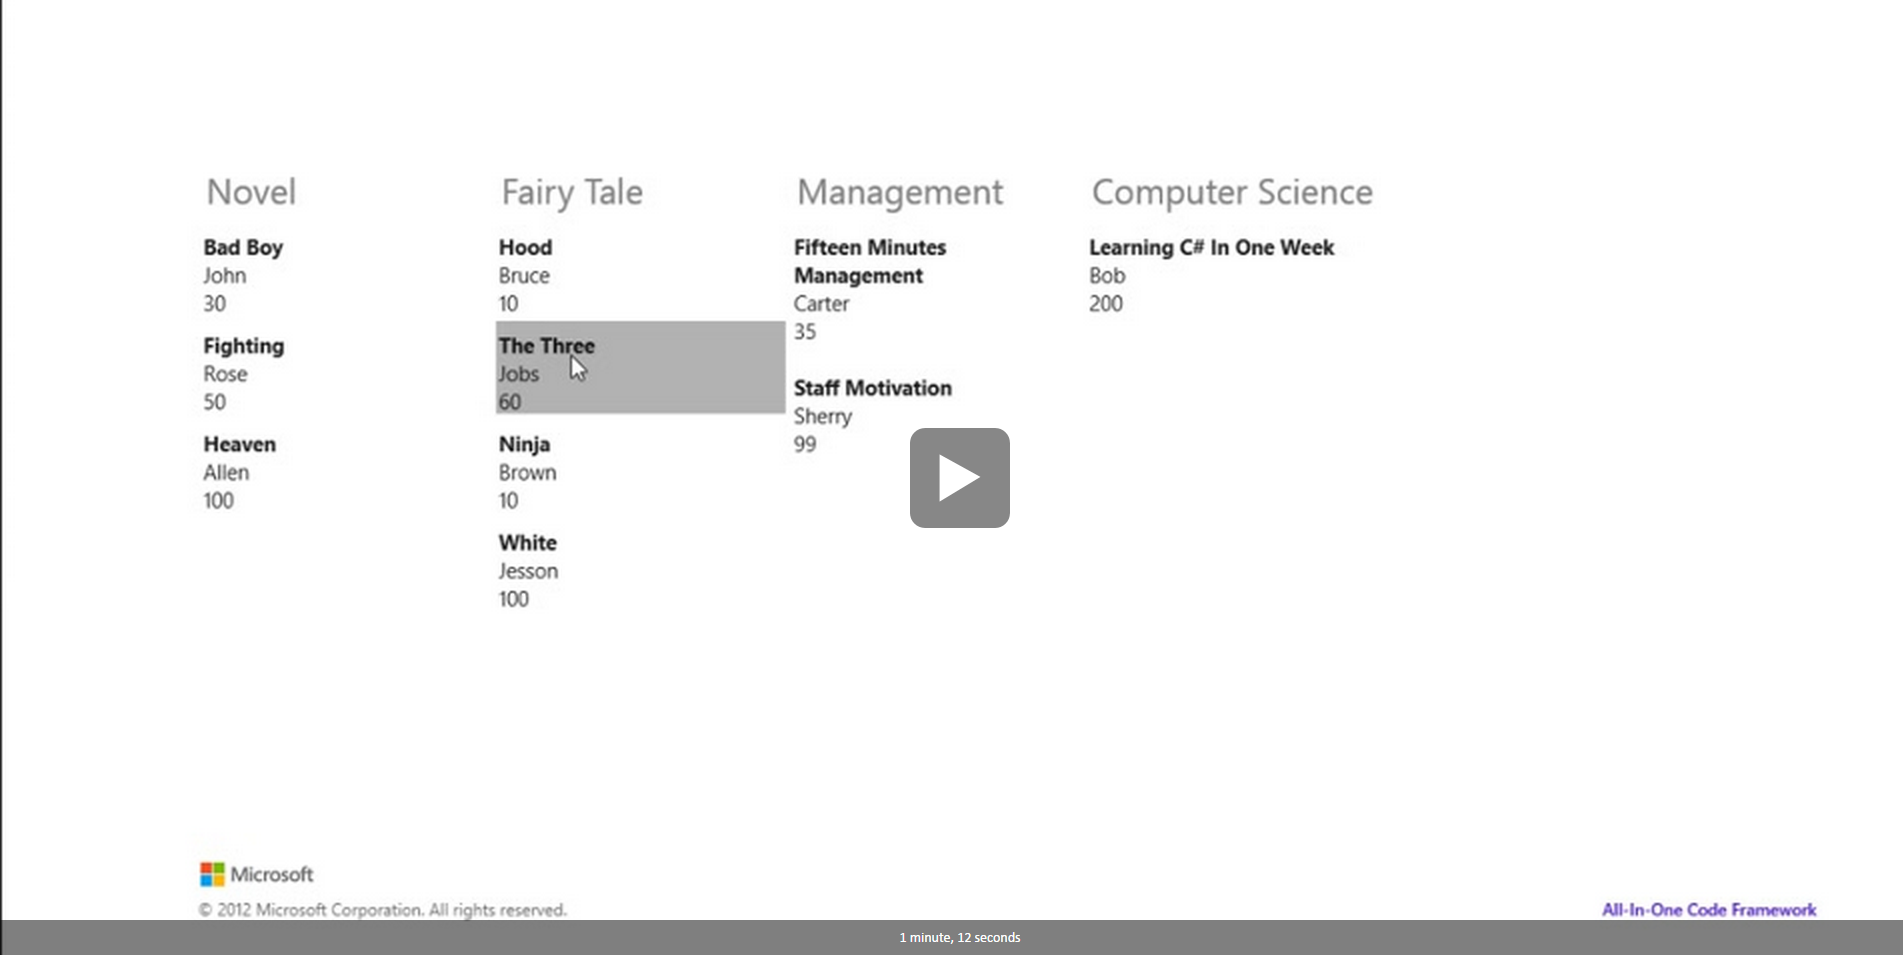 Novel
Bad Boy
John
30
Fighting
Rose
50
Heaven
Allen
100
Fairy Tale
Hood
Bruce
10
The Three
Jobs
60
Ninja
Brown
10
White
Jesson
100
Management
Fifteen Minutes
Management
Carter
35
Staff Motivation
Sherry
99
Computer Science
Learning C# In One Week
Bob
200
Microsoft
© 2012 Microsoft Corporation. All rights reserved.
All-In-One Code Framework
1 minute, 12 seconds